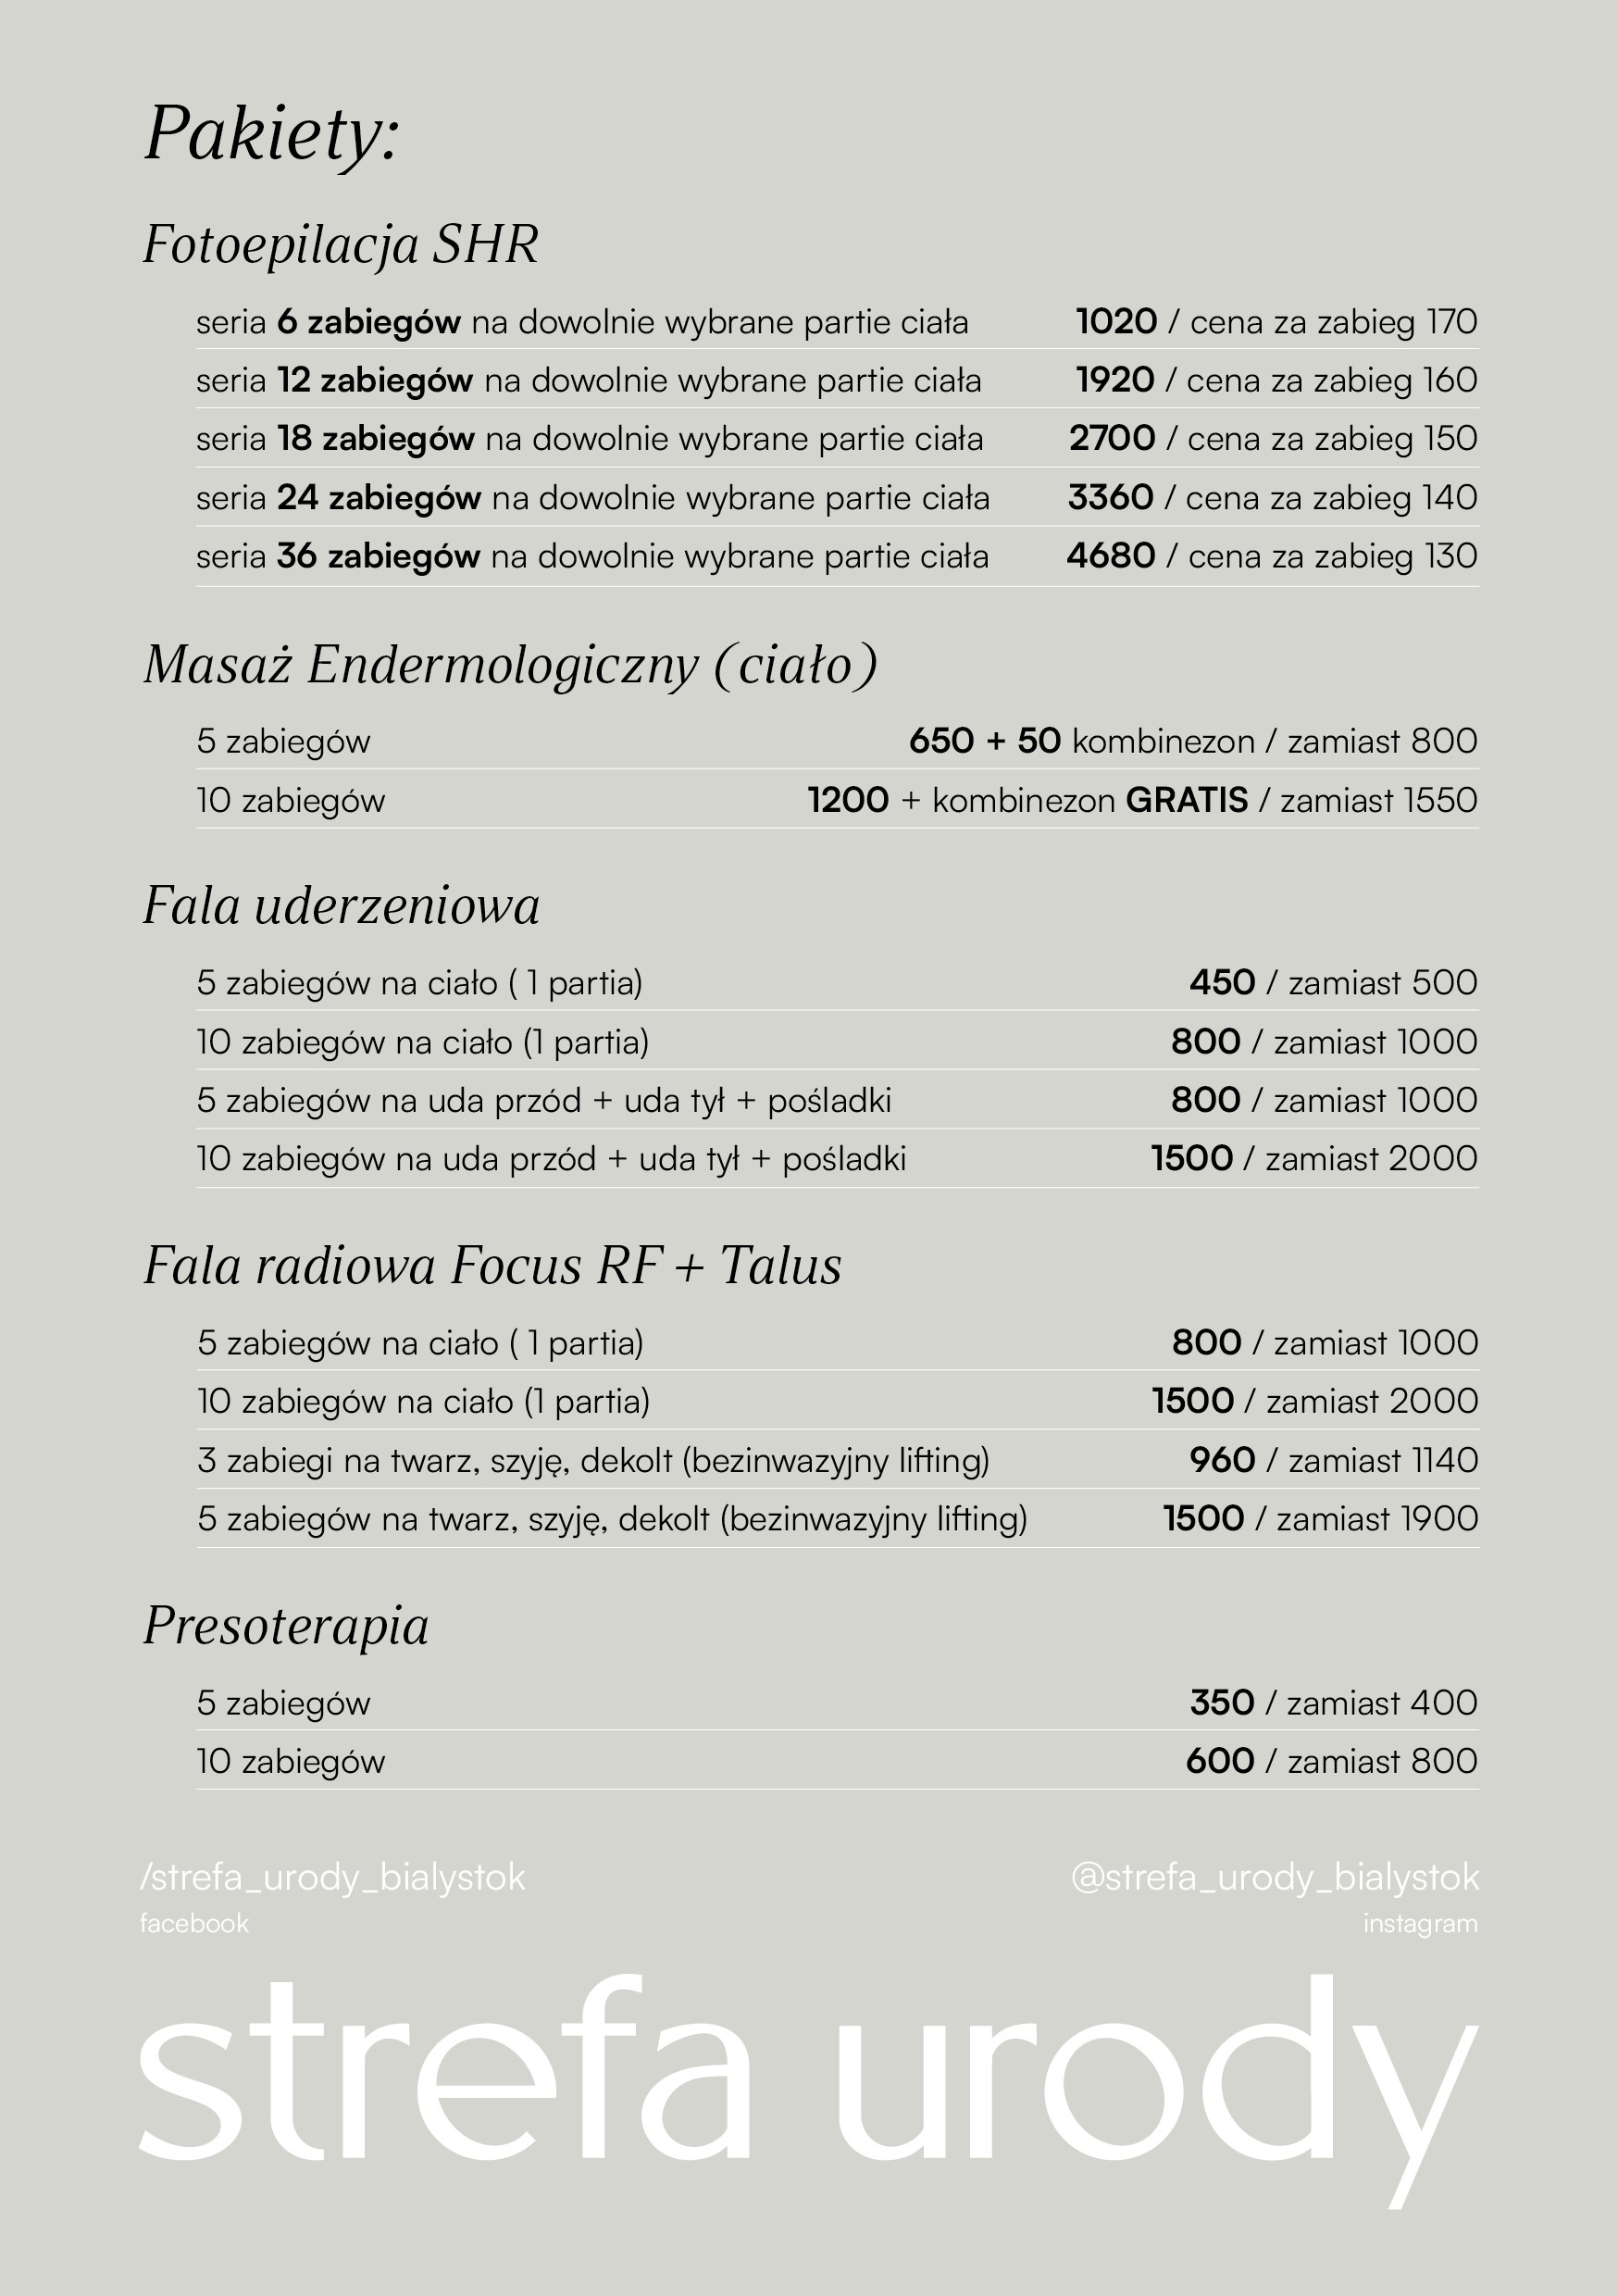 Pakiety:
Fotoepilacja SHR
seria 6 zabiegów na dowolnie wybrane partie ciała 1020 / cena za zabieg 170
seria 12 zabiegów na dowolnie wybrane partie ciała 1920 / cena za zabieg 160
seria 18 zabiegów na dowolnie wybrane partie ciała 2700 / cena za zabieg 150
seria 24 zabiegów na dowolnie wybrane partie ciała 3360 / cena za zabieg 140
seria 36 zabiegów na dowolnie wybrane partie ciała 4680 / cena za zabieg 130
Masaż Endermologiczny (ciało)
5 zabiegów 650 + 50 kombinezon / zamiast 800
10 zabiegów 1200 + kombinezon GRATIS / zamiast 1550
Fala uderzeniowa
5 zabiegów na ciało ( 1 partia) 450 / zamiast 500
10 zabiegów na ciało (1 partia) 800 / zamiast 1000
5 zabiegów na uda przód + uda tył + pośladki 800 / zamiast 1000
10 zabiegów na uda przód + uda tył + pośladki 1500 / zamiast 2000
Fala radiowa Focus RF + Talus
5 zabiegów na ciało ( 1 partia) 800 / zamiast 1000
10 zabiegów na ciało (1 partia) 1500 / zamiast 2000
3 zabiegi na twarz, szyję, dekolt (bezinwazyjny lifting) 960 / zamiast 1140
5 zabiegów na twarz, szyję, dekolt (bezinwazyjny lifting) 1500 / zamiast 1900
Presoterapia
5 zabiegów 350 / zamiast 400
10 zabiegów 600 / zamiast 800
/strefa_urody_bialystok @strefa_urody_bialystok
facebook instagram
strefa urody